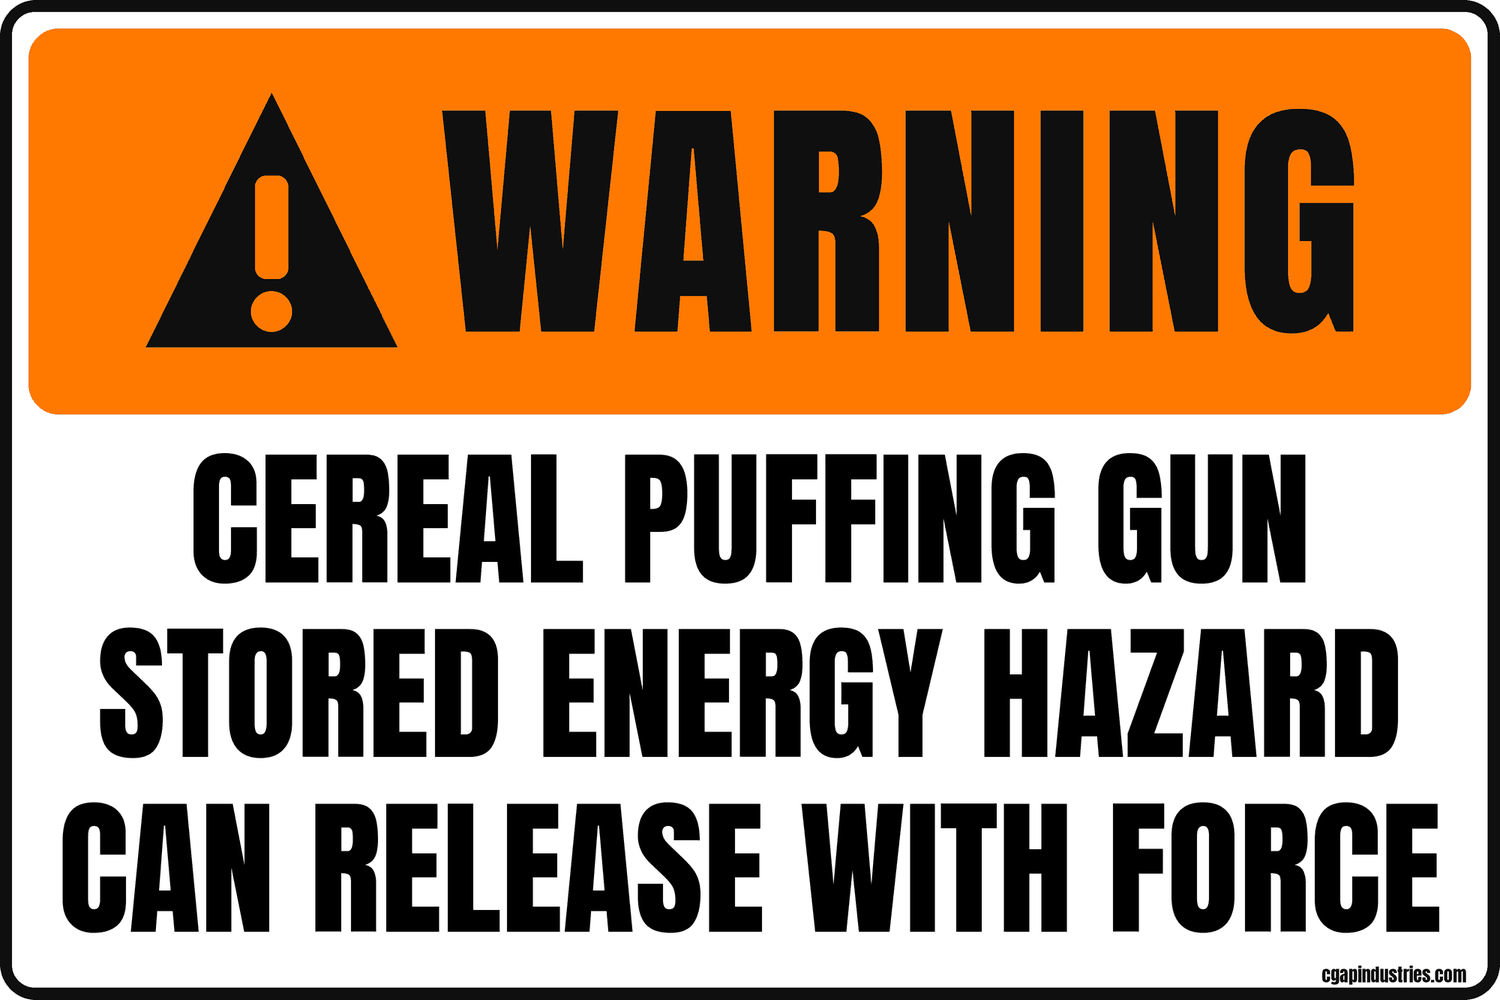 WARNING
CEREAL PUFFING GUN
STORED ENERGY HAZARD
CAN RELEASE WITH FORCE
cgapindustries.com